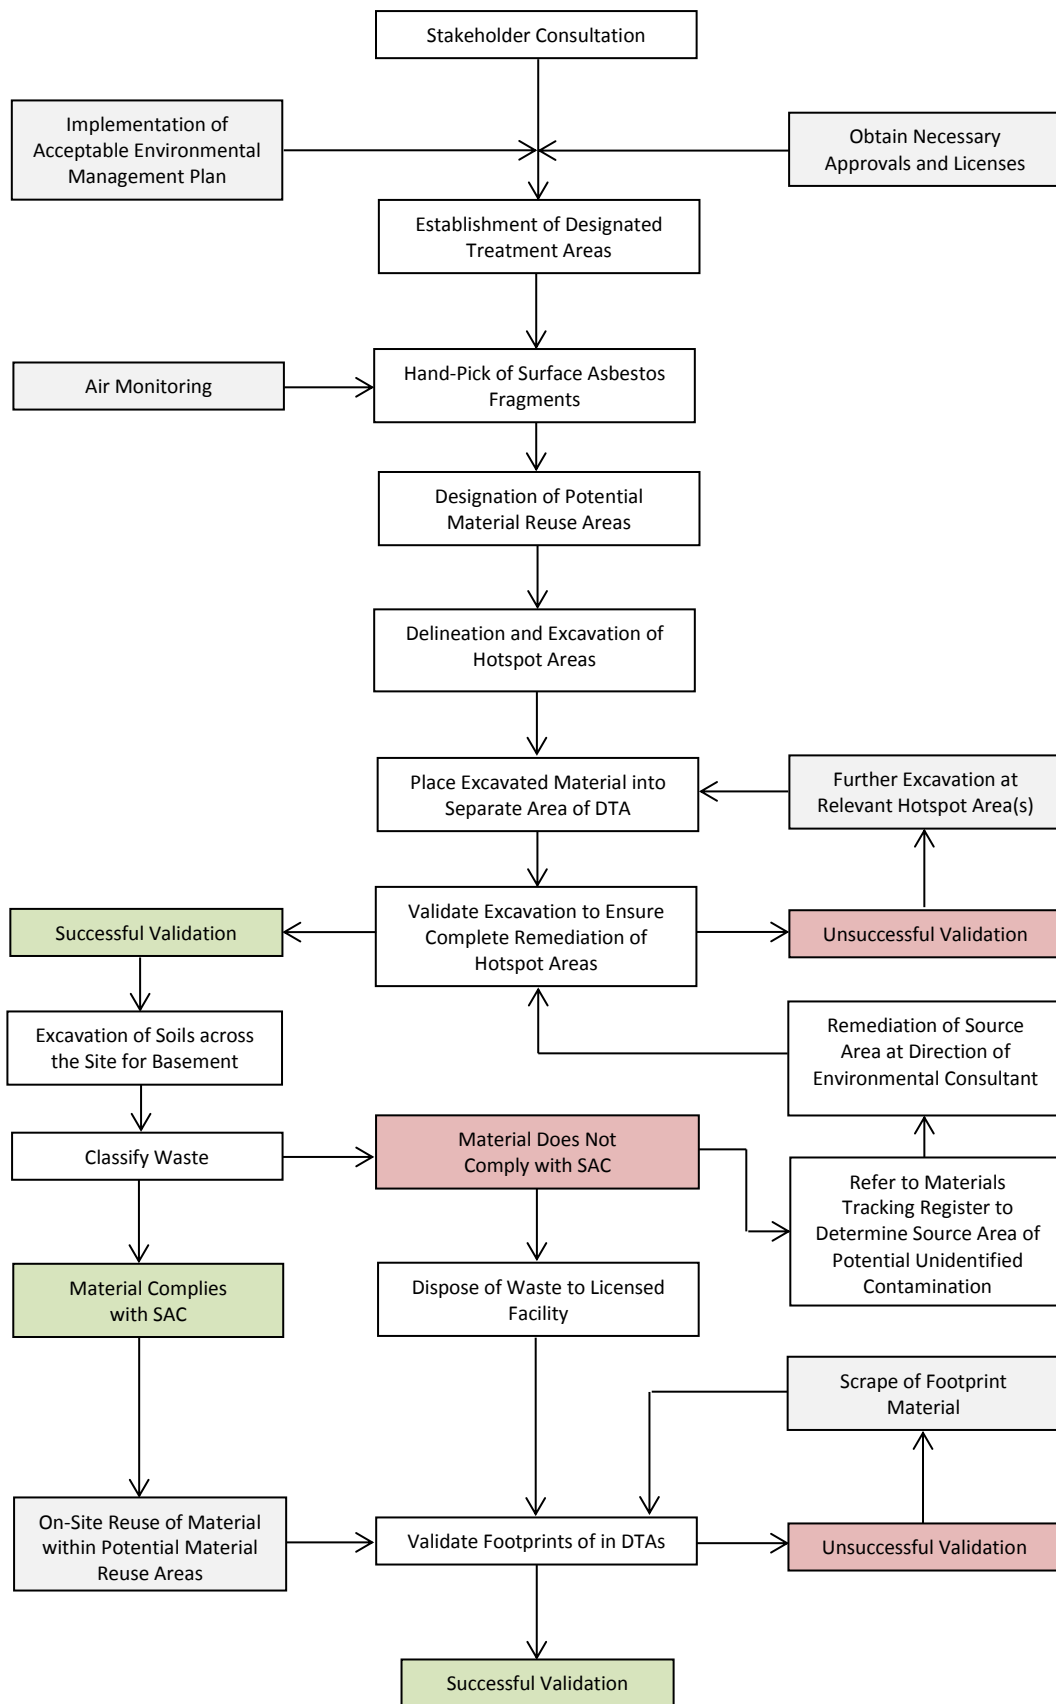 Stakeholder Consultation
Implementation of
Acceptable Environmental
Management Plan
Obtain Necessary
Approvals and Licenses
Establishment of Designated
Treatment Areas
Air Monitoring
Hand-Pick of Surface Asbestos
Fragments
Designation of Potential
Material Reuse Areas
Delineation and Excavation of
Hotspot Areas
Place Excavated Material into
Separate Area of DTA
Further Excavation at
Relevant Hotspot Area(s)
Successful Validation
Validate Excavation to Ensure
Complete Remediation of
Hotspot Areas
Unsuccessful Validation
Excavation of Soils across
the Site for Basement
Remediation of Source
Area at Direction of
Environmental Consultant
Classify Waste
Material Does Not
Comply with SAC
Refer to Materials
Tracking Register to
Determine Source Area of
Potential Unidentified
Contamination
Material Complies
with SAC
Dispose of Waste to Licensed
Facility
Scrape of Footprint
Material
On-Site Reuse of Material
within Potential Material
Reuse Areas
Validate Footprints of in DTAs
Unsuccessful Validation
Successful Validation